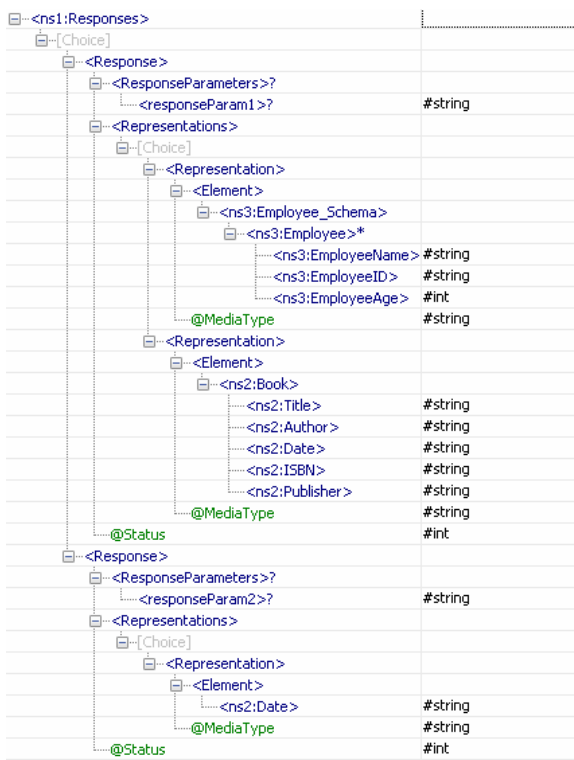 <ns1:Responses>
[Choice]
<Response>
<ResponseParameters>?
<responseParam1>? #string
<Representations>
[Choice]
<Representation>
<Element>
<ns3:Employee_Schema>
<ns3:Employee>*
<ns3:EmployeeName> #string
<ns3:EmployeeID> #string
<ns3:EmployeeAge> #int
@MediaType #string
<Representation>
<Element>
<ns2:Book>
<ns2:Title> #string
<ns2:Author> #string
<ns2:Date> #string
<ns2:ISBN> #string
<ns2:Publisher> #string
@MediaType #string
@Status #int
<Response>
<ResponseParameters>?
<responseParam2>? #string
<Representations>
[Choice]
<Representation>
<Element>
<ns2:Date> #string
@MediaType #string
@Status #int